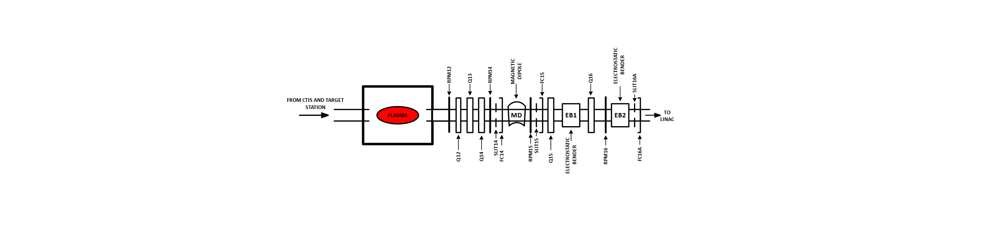 ELECTROSTATIC
BENDER
MAGNETIC
DIPOLE
RPM12
Q13
RPM14
FC15
Q16
SLIT16A
FROM CTIS AND TARGET
STATION
PLASMA
MD
EB1
EB2
TO
LINAC
Q12
Q14
SLIT14
FC14
RPM15
SLIT15
Q15
ELECTROSTATIC
BENDER
RPM16
FC16A